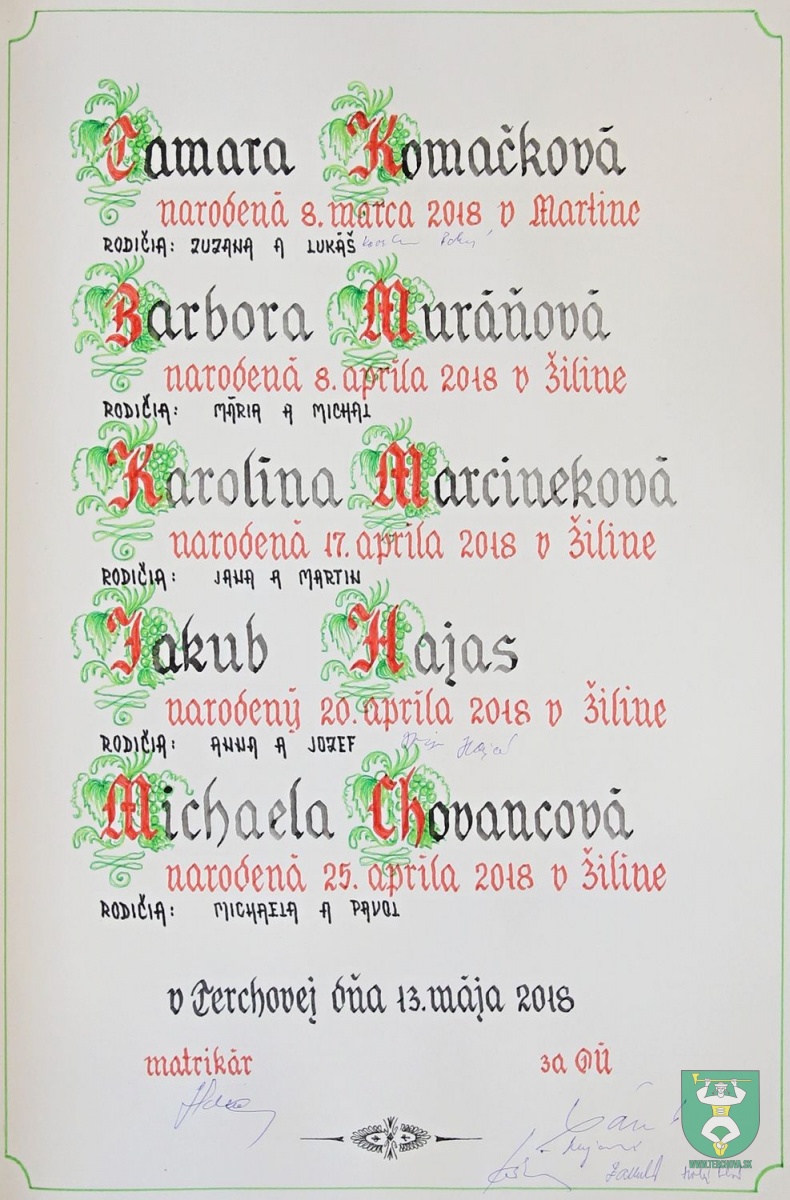 Tamara Komačková
narodená 8. marca 2018 v Martine
RODIČIA: ZUZANA A LUKÁŠ
Barbora Muráňová
narodená 8. apríla 2018 v Žiline
RODIČIA: MÁRIA A MICHAL
Karolína Marcineková
narodená 17. apríla 2018 v Žiline
RODIČIA: JANA A MARTIN
Jakub Hajas
narodený 20. apríla 2018 v Žiline
RODIČIA: ANNA A JOZEF
Michaela Chovancová
narodená 25. apríla 2018 v Žiline
RODIČIA: MICHAELA A PAVOL
v Terchovej dňa 13. mája 2018
matrikár za OÚ
WWW.TERCHOVA.SK